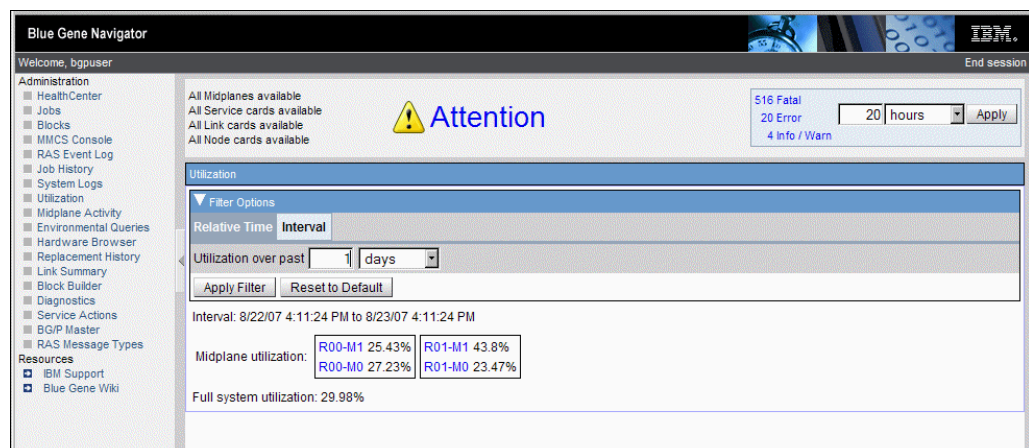 Blue Gene Navigator
IBM.
Welcome, bgpuser
End session
Administration
HealthCenter
Jobs
Blocks
MMCS Console
RAS Event Log
Job History
System Logs
Utilization
Midplane Activity
Environmental Queries
Hardware Browser
Replacement History
Link Summary
Block Builder
Diagnostics
Service Actions
BG/P Master
RAS Message Types
Resources
IBM Support
Blue Gene Wiki
All Midplanes available
All Service cards available
All Link cards available
All Node cards available
Attention
516 Fatal
20 Error
4 Info / Warn
20 hours Apply
Utilization
Filter Options
Relative Time Interval
Utilization over past 1 days
Apply Filter Reset to Default
Interval: 8/22/07 4:11:24 PM to 8/23/07 4:11:24 PM
Midplane utilization:
R00-M1 25.43% R01-M1 43.8%
R00-M0 27.23% R01-M0 23.47%
Full system utilization: 29.98%